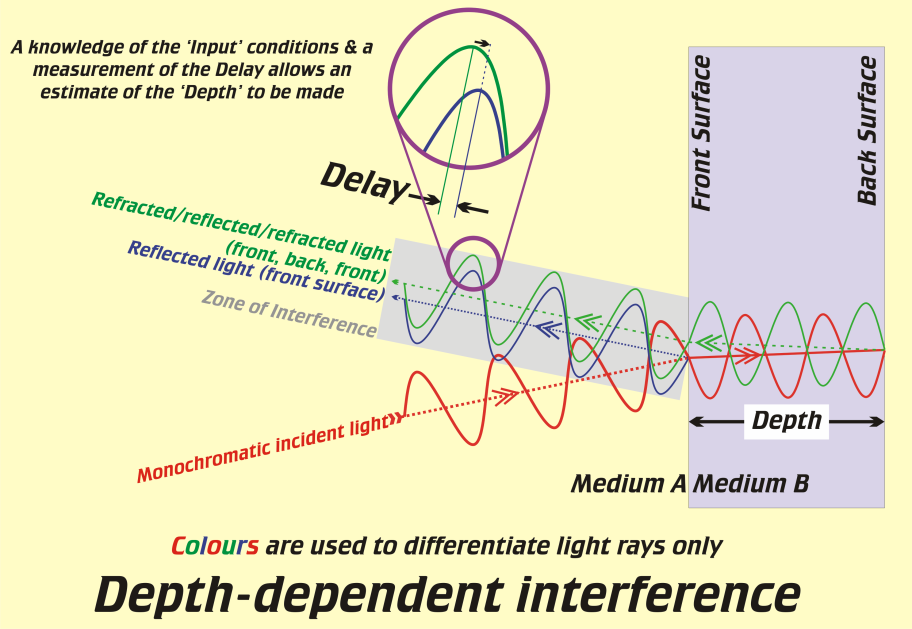 A knowledge of the ‘Input’ conditions & a
measurement of the Delay allows an
estimate of the ‘Depth’ to be made
Delay
Front Surface
Back Surface
Refracted/reflected/refracted light
(front, back, front)
Reflected light (front surface)
Zone of Interference
Monochromatic incident light
Depth
Medium A
Medium B
Colours are used to differentiate light rays only
Depth-dependent interference